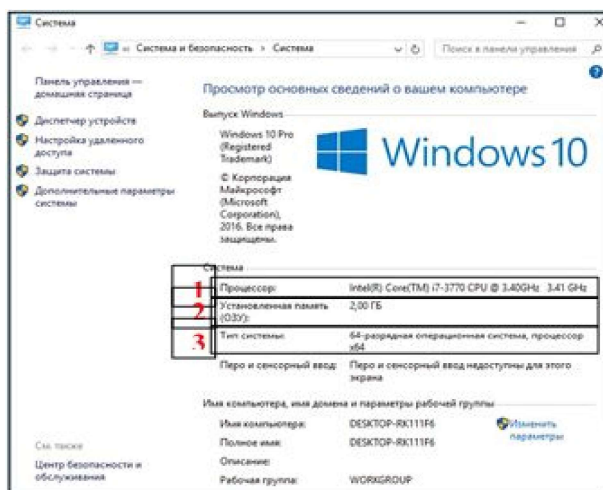 Система
Система и безопасность > Система
Поиск в панели управления
Панель управления —
домашняя страница
Диспетчер устройств
Настройка удаленного
доступа
Защита системы
Дополнительные параметры
системы
Просмотр основных сведений о вашем компьютере
Выпуск Windows
Windows 10 Pro
(Registered
Trademark)
© Корпорация
Майкрософт
(Microsoft
Corporation),
2016. Все права
защищены.
Windows 10
Система
1 Процессор: Intel(R) Core(TM) i7-3770 CPU @ 3.40GHz 3.41 GHz
2 Установленная память 2,00 ГБ
(ОЗУ):
3 Тип системы: 64-разрядная операционная система, процессор
x64
Перо и сенсорный ввод: Перо и сенсорный ввод недоступны для этого
экрана
Имя компьютера, имя домена и параметры рабочей группы
Имя компьютера: DESKTOP-RK111F6 Изменить
параметры
Полное имя: DESKTOP-RK111F6
Описание:
Рабочая группа: WORKGROUP
См. также
Центр безопасности и
обслуживания